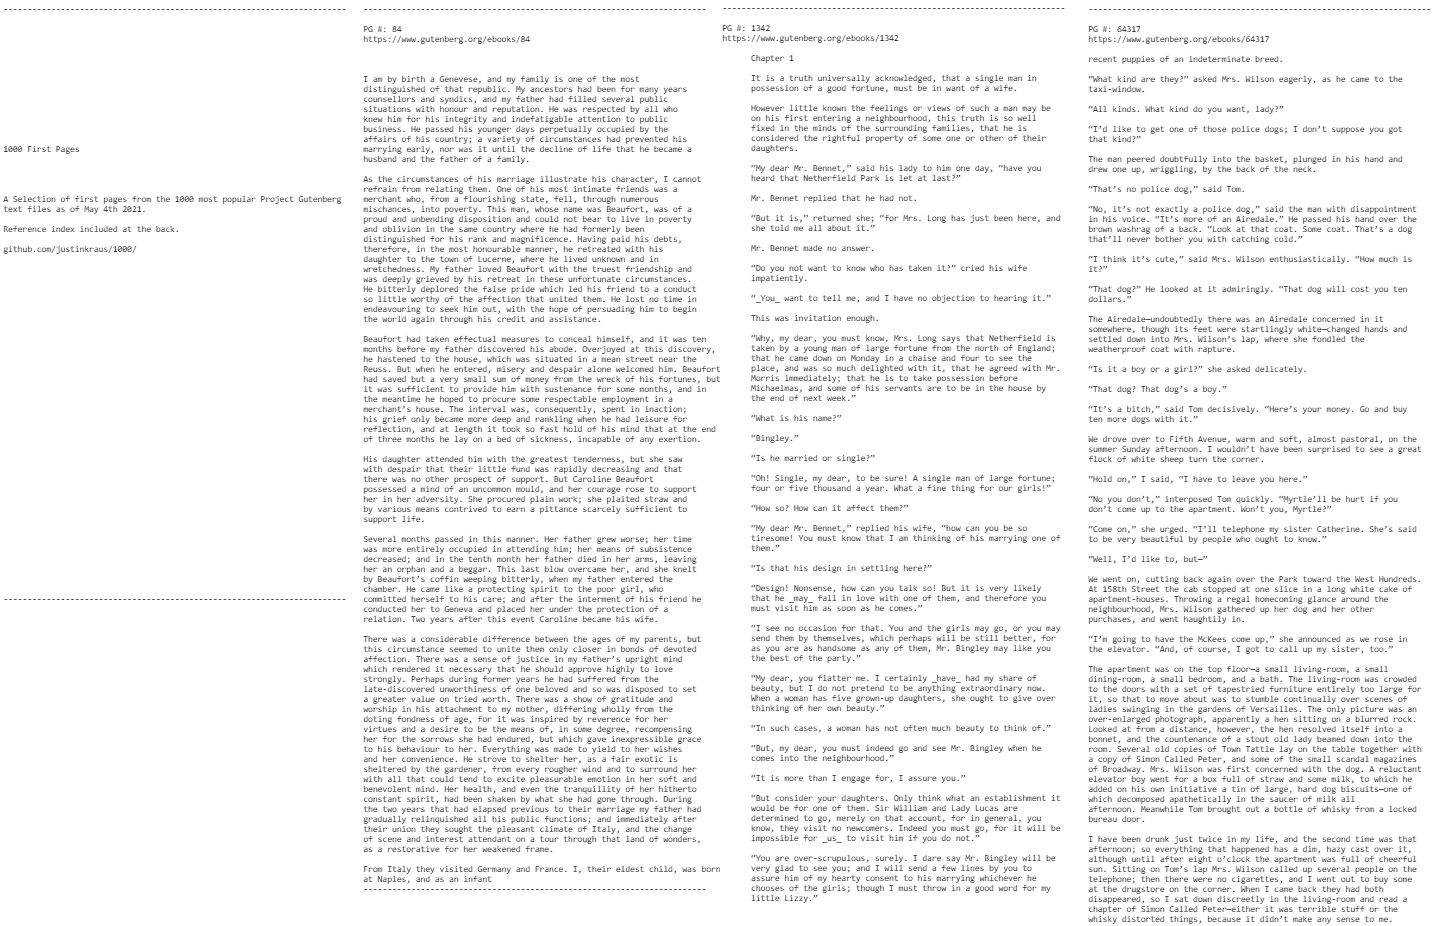 --------------------------------------------------------------------
1000 First Pages
A Selection of first pages from the 1000 most popular Project Gutenberg
text files as of May 4th 2021.
Reference index included at the back.
github.com/justinkraus/1000/
--------------------------------------------------------------------
--------------------------------------------------------------------
PG #: 84
https://www.gutenberg.org/ebooks/84
I am by birth a Genevese, and my family is one of the most
distinguished of that republic. My ancestors had been for many years
counsellors and syndics, and my father had filled several public
situations with honour and reputation. He was respected by all who
knew him for his integrity and indefatigable attention to public
business. He passed his younger days perpetually occupied by the
affairs of his country; a variety of circumstances had prevented his
marrying early, nor was it until the decline of life that he became a
husband and the father of a family.
As the circumstances of his marriage illustrate his character, I cannot
refrain from relating them. One of his most intimate friends was a
merchant who, from a flourishing state, fell, through numerous
mischances, into poverty. This man, whose name was Beaufort, was of a
proud and unbending disposition and could not bear to live in poverty
and oblivion in the same country where he had formerly been
distinguished for his rank and magnificence. Having paid his debts,
therefore, in the most honourable manner, he retreated with his
daughter to the town of Lucerne, where he lived unknown and in
wretchedness. My father loved Beaufort with the truest friendship and
was deeply grieved by his retreat in these unfortunate circumstances.
He bitterly deplored the false pride which led his friend to a conduct
so little worthy of the affection that united them. He lost no time in
endeavouring to seek him out, with the hope of persuading him to begin
the world again through his credit and assistance.
Beaufort had taken effectual measures to conceal himself, and it was ten
months before my father discovered his abode. Overjoyed at this discovery,
he hastened to the house, which was situated in a mean street near the
Reuss. But when he entered, misery and despair alone welcomed him. Beaufort
had saved but a very small sum of money from the wreck of his fortunes, but
it was sufficient to provide him with sustenance for some months, and in
the meantime he hoped to procure some respectable employment in a
merchant's house. The interval was, consequently, spent in inaction;
his grief only became more deep and rankling when he had leisure for
reflection, and at length it took so fast hold of his mind that at the end
of three months he lay on a bed of sickness, incapable of any exertion.
His daughter attended him with the greatest tenderness, but she saw
with despair that their little fund was rapidly decreasing and that
there was no other prospect of support. But Caroline Beaufort
possessed a mind of an uncommon mould, and her courage rose to support
her in her adversity. She procured plain work; she plaited straw and
by various means contrived to earn a pittance scarcely sufficient to
support life.
Several months passed in this manner. Her father grew worse; her time
was more entirely occupied in attending him; her means of subsistence
decreased; and in the tenth month her father died in her arms, leaving
her an orphan and a beggar. This last blow overcame her, and she knelt
by Beaufort’s coffin weeping bitterly, when my father entered the
chamber. He came like a protecting spirit to the poor girl, who
committed herself to his care; and after the interment of his friend he
conducted her to Geneva and placed her under the protection of a
relation. Two years after this event Caroline became his wife.
There was a considerable difference between the ages of my parents, but
this circumstance seemed to unite them only closer in bonds of devoted
affection. There was a sense of justice in my father’s upright mind
which rendered it necessary that he should approve highly to love
strongly. Perhaps during former years he had suffered from the
late-discovered unworthiness of one beloved and so was disposed to set
a greater value on tried worth. There was a show of gratitude and
worship in his attachment to my mother, differing wholly from the
doting fondness of age, for it was inspired by reverence for her
virtues and a desire to be the means of, in some degree, recompensing
her for the sorrows she had endured, but which gave inexpressible grace
to his behaviour to her. Everything was made to yield to her wishes
and her convenience. He strove to shelter her, as a fair exotic is
sheltered by the gardener, from every rougher wind and to surround her
with all that could tend to excite pleasurable emotion in her soft and
benevolent mind. Her health, and even the tranquillity of her hitherto
constant spirit, had been shaken by what she had gone through. During
the two years that had elapsed previous to their marriage my father had
gradually relinquished all his public functions; and immediately after
their union they sought the pleasant climate of Italy, and the change
of scene and interest attendant on a tour through that land of wonders,
as a restorative for her weakened frame.
From Italy they visited Germany and France. I, their eldest child, was born
at Naples, and as an infant
--------------------------------------------------------------------
--------------------------------------------------------------------
PG #: 1342
https://www.gutenberg.org/ebooks/1342
Chapter 1
It is a truth universally acknowledged, that a single man in
possession of a good fortune, must be in want of a wife.
However little known the feelings or views of such a man may be
on his first entering a neighbourhood, this truth is so well
fixed in the minds of the surrounding families, that he is
considered the rightful property of some one or other of their
daughters.
“My dear Mr. Bennet,” said his lady to him one day, “have you
heard that Netherfield Park is let at last?”
Mr. Bennet replied that he had not.
“But it is,” returned she; “for Mrs. Long has just been here, and
she told me all about it.”
Mr. Bennet made no answer.
“Do you not want to know who has taken it?” cried his wife
impatiently.
“_You_ want to tell me, and I have no objection to hearing it.”
This was invitation enough.
“Why, my dear, you must know, Mrs. Long says that Netherfield is
taken by a young man of large fortune from the north of England;
that he came down on Monday in a chaise and four to see the
place, and was so much delighted with it, that he agreed with Mr.
Morris immediately; that he is to take possession before
Michaelmas, and some of his servants are to be in the house by
the end of next week.”
“What is his name?”
“Bingley.”
“Is he married or single?”
“Oh! Single, my dear, to be sure! A single man of large fortune;
four or five thousand a year. What a fine thing for our girls!”
“How so? How can it affect them?”
“My dear Mr. Bennet,” replied his wife, “how can you be so
tiresome! You must know that I am thinking of his marrying one of
them.”
“Is that his design in settling here?”
“Design! Nonsense, how can you talk so! But it is very likely
that he _may_ fall in love with one of them, and therefore you
must visit him as soon as he comes.”
“I see no occasion for that. You and the girls may go, or you may
send them by themselves, which perhaps will be still better, for
as you are as handsome as any of them, Mr. Bingley may like you
the best of the party.”
“My dear, you flatter me. I certainly _have_ had my share of
beauty, but I do not pretend to be anything extraordinary now.
When a woman has five grown-up daughters, she ought to give over
thinking of her own beauty.”
“In such cases, a woman has not often much beauty to think of.”
“But, my dear, you must indeed go and see Mr. Bingley when he
comes into the neighbourhood.”
“It is more than I engage for, I assure you.”
“But consider your daughters. Only think what an establishment it
would be for one of them. Sir William and Lady Lucas are
determined to go, merely on that account, for in general, you
know, they visit no newcomers. Indeed you must go, for it will be
impossible for _us_ to visit him if you do not.”
“You are over-scrupulous, surely. I dare say Mr. Bingley will be
very glad to see you; and I will send a few lines by you to
assure him of my hearty consent to his marrying whichever he
chooses of the girls; though I must throw in a good word for my
little Lizzy.”
--------------------------------------------------------------------
PG #: 64317
https://www.gutenberg.org/ebooks/64317
recent puppies of an indeterminate breed.
“What kind are they?” asked Mrs. Wilson eagerly, as he came to the
taxi-window.
“All kinds. What kind do you want, lady?”
“I’d like to get one of those police dogs; I don’t suppose you got
that kind?”
The man peered doubtfully into the basket, plunged in his hand and
drew one up, wriggling, by the back of the neck.
“That’s no police dog,” said Tom.
“No, it’s not exactly a police dog,” said the man with disappointment
in his voice. “It’s more of an Airedale.” He passed his hand over the
brown washrag of a back. “Look at that coat. Some coat. That’s a dog
that’ll never bother you with catching cold.”
“I think it’s cute,” said Mrs. Wilson enthusiastically. “How much is
it?”
“That dog?” He looked at it admiringly. “That dog will cost you ten
dollars.”
The Airedale—undoubtedly there was an Airedale concerned in it
somewhere, though its feet were startlingly white—changed hands and
settled down into Mrs. Wilson’s lap, where she fondled the
weatherproof coat with rapture.
“Is it a boy or a girl?” she asked delicately.
“That dog? That dog’s a boy.”
“It’s a bitch,” said Tom decisively. “Here’s your money. Go and buy
ten more dogs with it.”
We drove over to Fifth Avenue, warm and soft, almost pastoral, on the
summer Sunday afternoon. I wouldn’t have been surprised to see a great
flock of white sheep turn the corner.
“Hold on,” I said, “I have to leave you here.”
“No you don’t,” interposed Tom quickly. “Myrtle’ll be hurt if you
don’t come up to the apartment. Won’t you, Myrtle?”
“Come on,” she urged. “I’ll telephone my sister Catherine. She’s said
to be very beautiful by people who ought to know.”
“Well, I’d like to, but—”
We went on, cutting back again over the Park toward the West Hundreds.
At 158th Street the cab stopped at one slice in a long white cake of
apartment-houses. Throwing a regal homecoming glance around the
neighbourhood, Mrs. Wilson gathered up her dog and her other
purchases, and went haughtily in.
“I’m going to have the McKees come up,” she announced as we rose in
the elevator. “And, of course, I got to call up my sister, too.”
The apartment was on the top floor—a small living-room, a small
dining-room, a small bedroom, and a bath. The living-room was crowded
to the doors with a set of tapestried furniture entirely too large for
it, so that to move about was to stumble continually over scenes of
ladies swinging in the gardens of Versailles. The only picture was an
over-enlarged photograph, apparently a hen sitting on a blurred rock.
Looked at from a distance, however, the hen resolved itself into a
bonnet, and the countenance of a stout old lady beamed down into the
room. Several old copies of Town Tattle lay on the table together with
a copy of Simon Called Peter, and some of the small scandal magazines
of Broadway. Mrs. Wilson was first concerned with the dog. A reluctant
elevator boy went for a box full of straw and some milk, to which he
added on his own initiative a tin of large, hard dog biscuits—one of
which decomposed apathetically in the saucer of milk all
afternoon. Meanwhile Tom brought out a bottle of whisky from a locked
bureau door.
I have been drunk just twice in my life, and the second time was that
afternoon; so everything that happened has a dim, hazy cast over it,
although until after eight o’clock the apartment was full of cheerful
sun. Sitting on Tom’s lap Mrs. Wilson called up several people on the
telephone; then there were no cigarettes, and I went out to buy some
at the drugstore on the corner. When I came back they had both
disappeared, so I sat down discreetly in the living-room and read a
chapter of Simon Called Peter—either it was terrible stuff or the
whisky distorted things, because it didn’t make any sense to me.